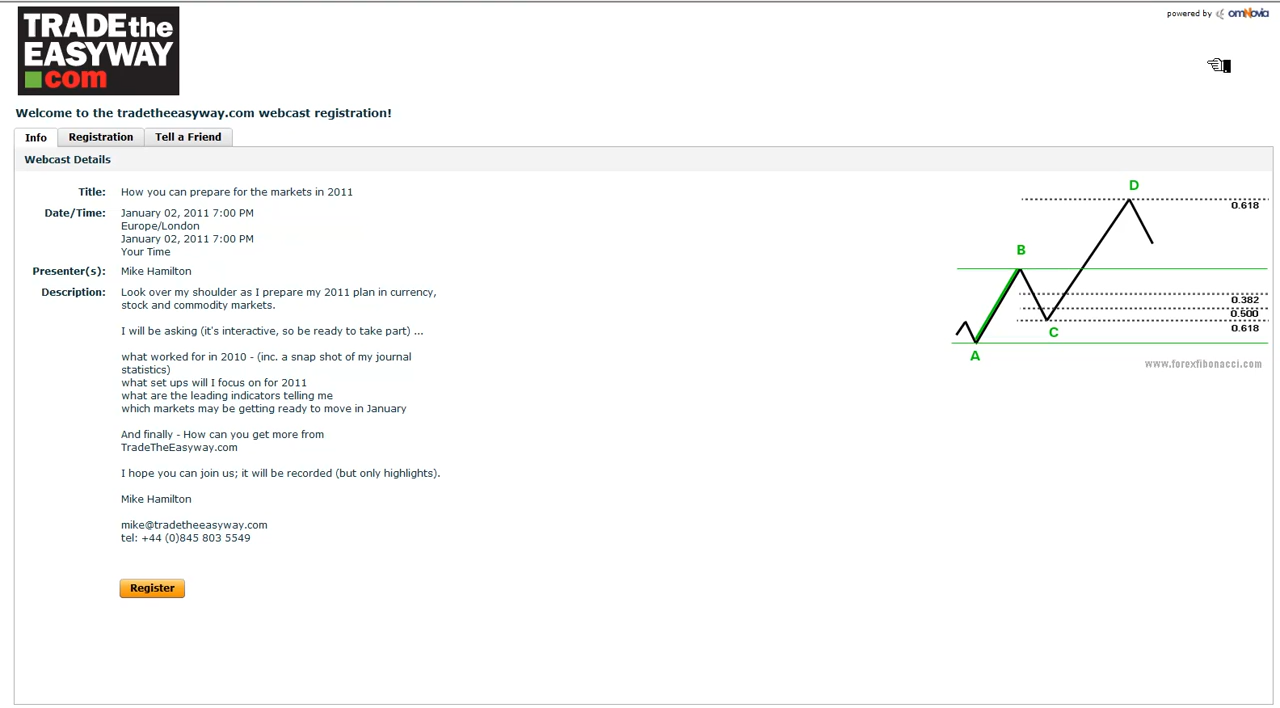 TRADEthe
EASYWAY
com
powered by omNovia
Welcome to the tradetheeasyway.com webcast registration!
Info Registration Tell a Friend
Webcast Details
Title: How you can prepare for the markets in 2011
Date/Time: January 02, 2011 7:00 PM
Europe/London
January 02, 2011 7:00 PM
Your Time
Presenter(s): Mike Hamilton
Description: Look over my shoulder as I prepare my 2011 plan in currency,
stock and commodity markets.
I will be asking (it's interactive, so be ready to take part) ...
what worked for in 2010 - (inc. a snap shot of my journal
statistics)
what set ups will I focus on for 2011
what are the leading indicators telling me
which markets may be getting ready to move in January
And finally - How can you get more from
TradeTheEasyway.com
I hope you can join us; it will be recorded (but only highlights).
Mike Hamilton
mike@tradetheeasyway.com
tel: +44 (0)845 803 5549
Register
D
0.618
B
0.382
0.500
0.618
C
A
www.forexfibonacci.com